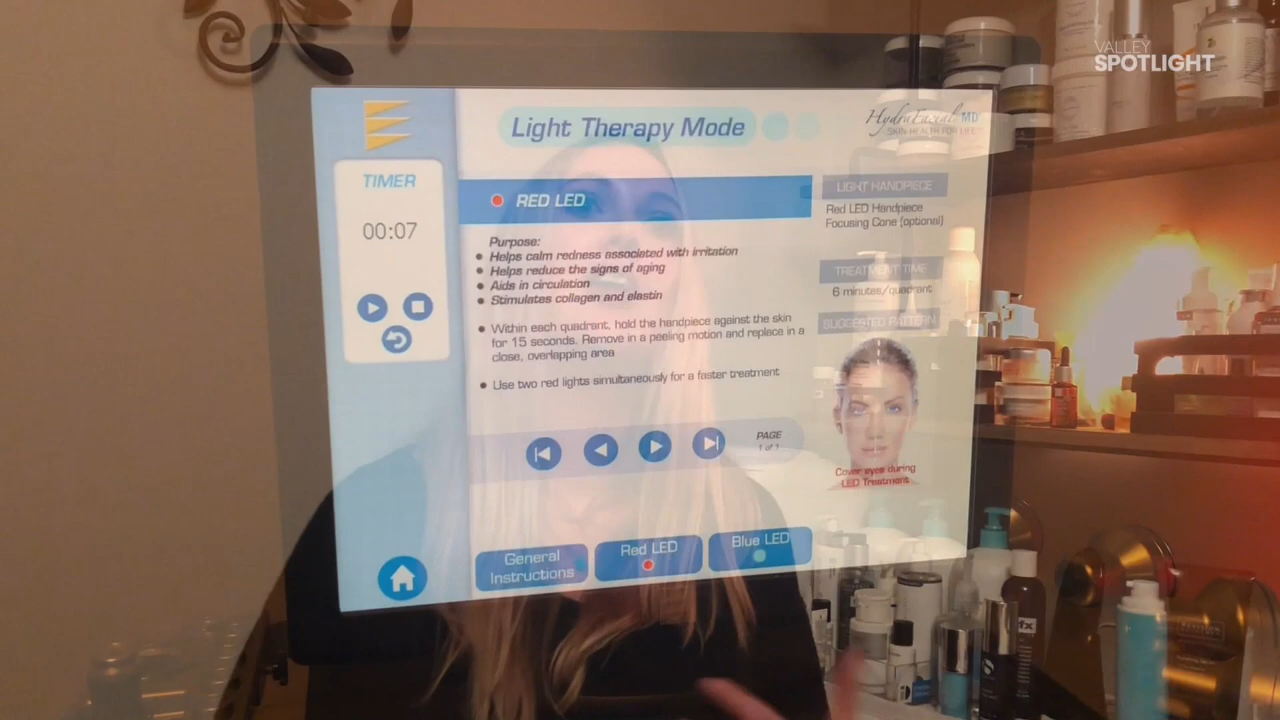 VALLEY
SPOTLIGHT
Light Therapy Mode
HydraFacial MD
SKIN HEALTH FOR LIFE
TIMER
00:07
RED LED
Purpose:
Helps calm redness associated with irritation
Helps reduce the signs of aging
Aids in circulation
Stimulates collagen and elastin
Within each quadrant, hold the handpiece against the skin
for 15 seconds. Remove in a peeling motion and replace in a
close, overlapping area
Use two red lights simultaneously for a faster treatment
PAGE
1 of 1
LIGHT HANDPIECE
Red LED Handpiece
Focusing Cone (optional)
TREATMENT TIME
6 minutes/quadrant
SUGGESTED PATTERN
Cover eyes during
LED Treatment
General
Instructions
Red LED
Blue LED
fx